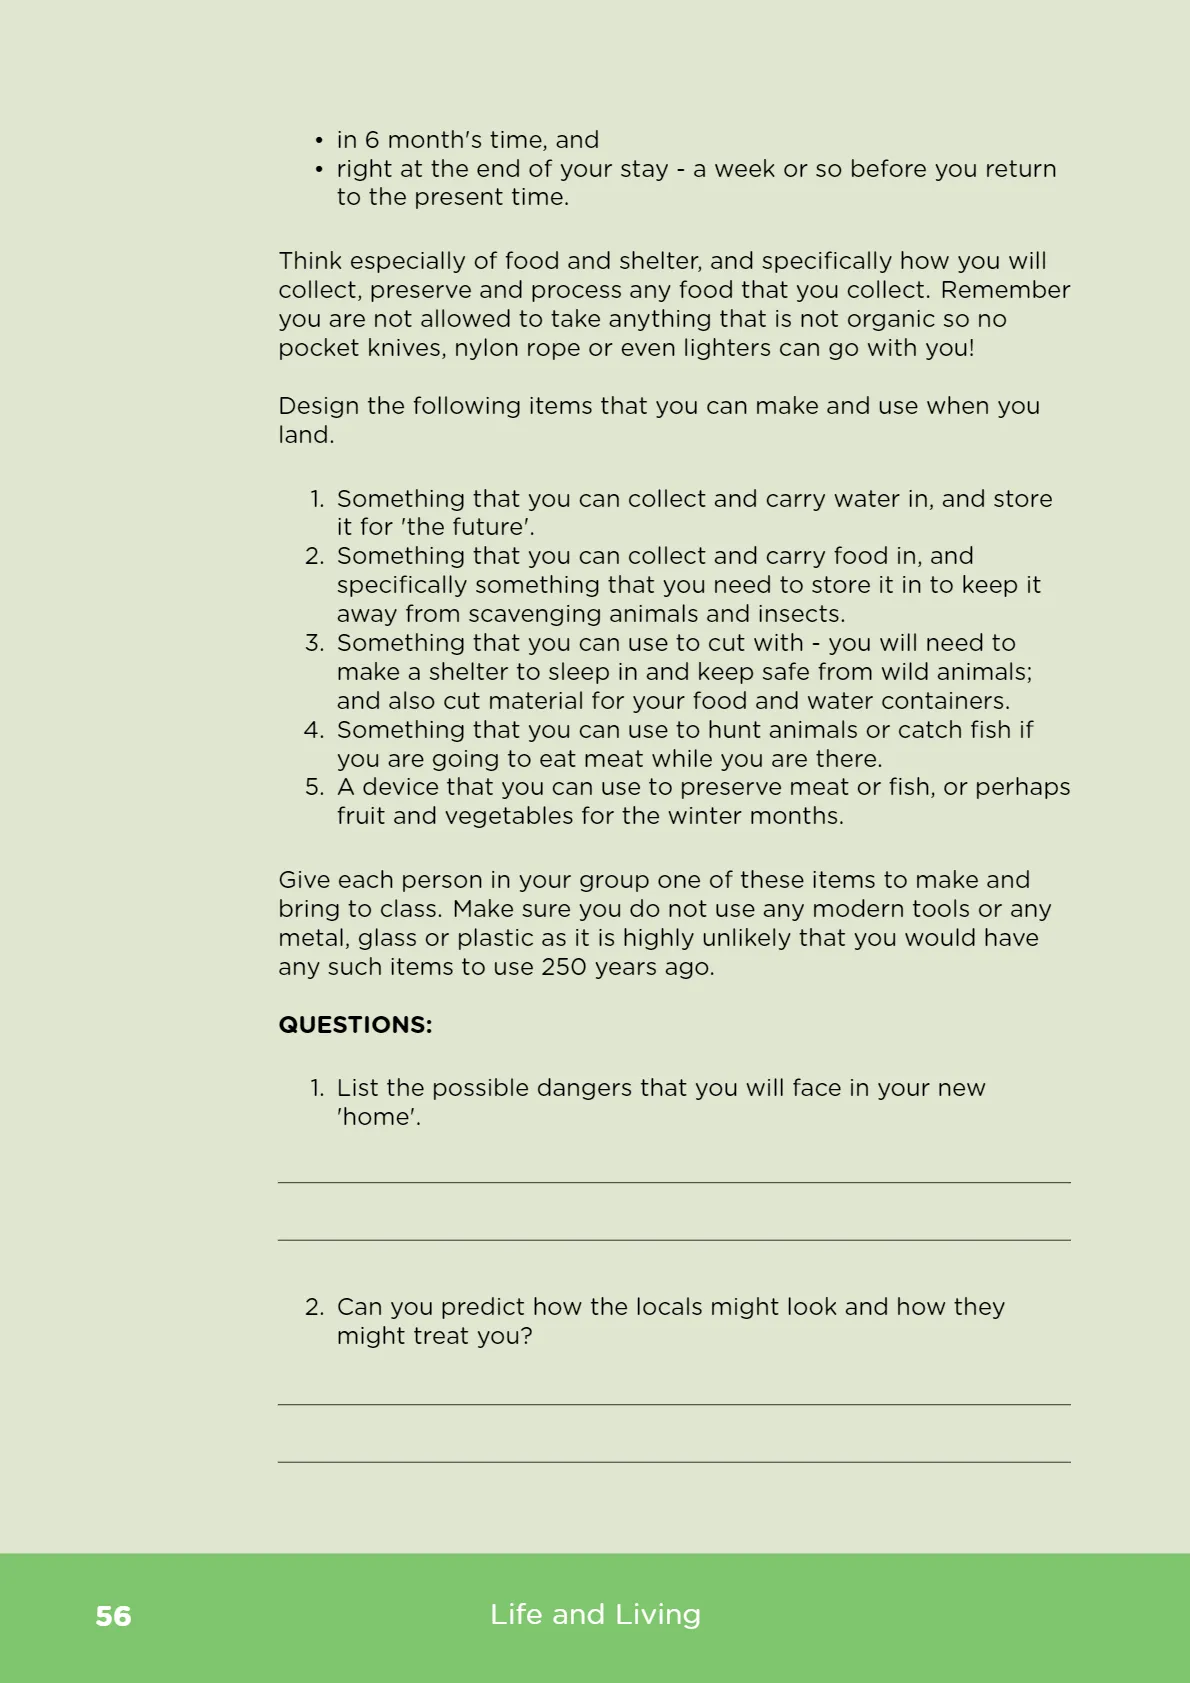 • in 6 month's time, and
• right at the end of your stay - a week or so before you return
to the present time.
Think especially of food and shelter, and specifically how you will
collect, preserve and process any food that you collect. Remember
you are not allowed to take anything that is not organic so no
pocket knives, nylon rope or even lighters can go with you!
Design the following items that you can make and use when you
land.
1. Something that you can collect and carry water in, and store
it for 'the future'.
2. Something that you can collect and carry food in, and
specifically something that you need to store it in to keep it
away from scavenging animals and insects.
3. Something that you can use to cut with - you will need to
make a shelter to sleep in and keep safe from wild animals;
and also cut material for your food and water containers.
4. Something that you can use to hunt animals or catch fish if
you are going to eat meat while you are there.
5. A device that you can use to preserve meat or fish, or perhaps
fruit and vegetables for the winter months.
Give each person in your group one of these items to make and
bring to class. Make sure you do not use any modern tools or any
metal, glass or plastic as it is highly unlikely that you would have
any such items to use 250 years ago.
QUESTIONS:
1. List the possible dangers that you will face in your new
'home'.
2. Can you predict how the locals might look and how they
might treat you?
56
Life and Living